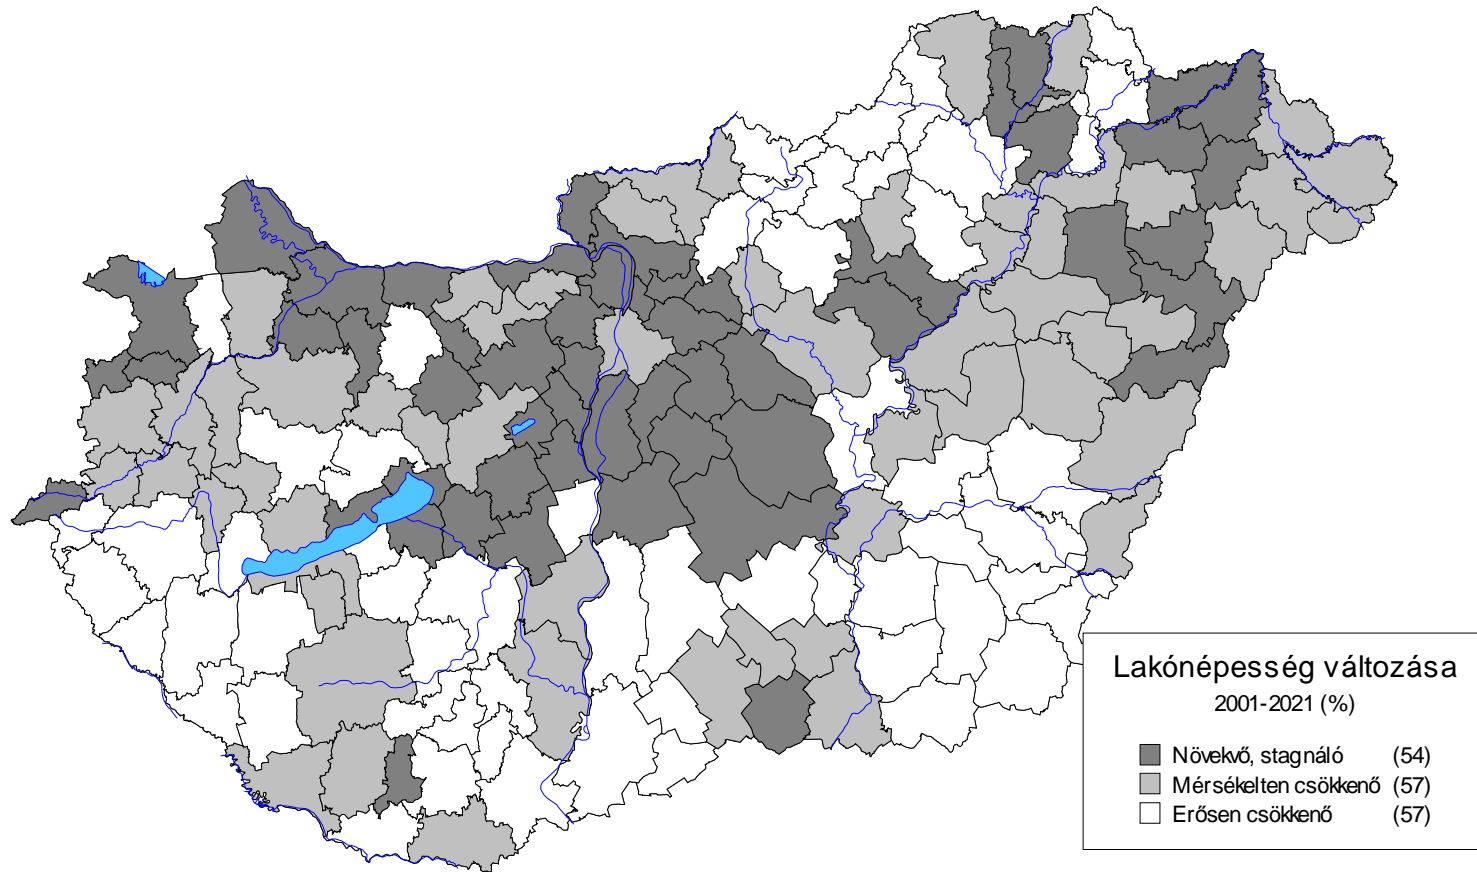 Lakónépesség változása
2001-2021 (%)
Növekvő, stagnáló (54)
Mérsékelten csökkenő (57)
Erősen csökkenő (57)